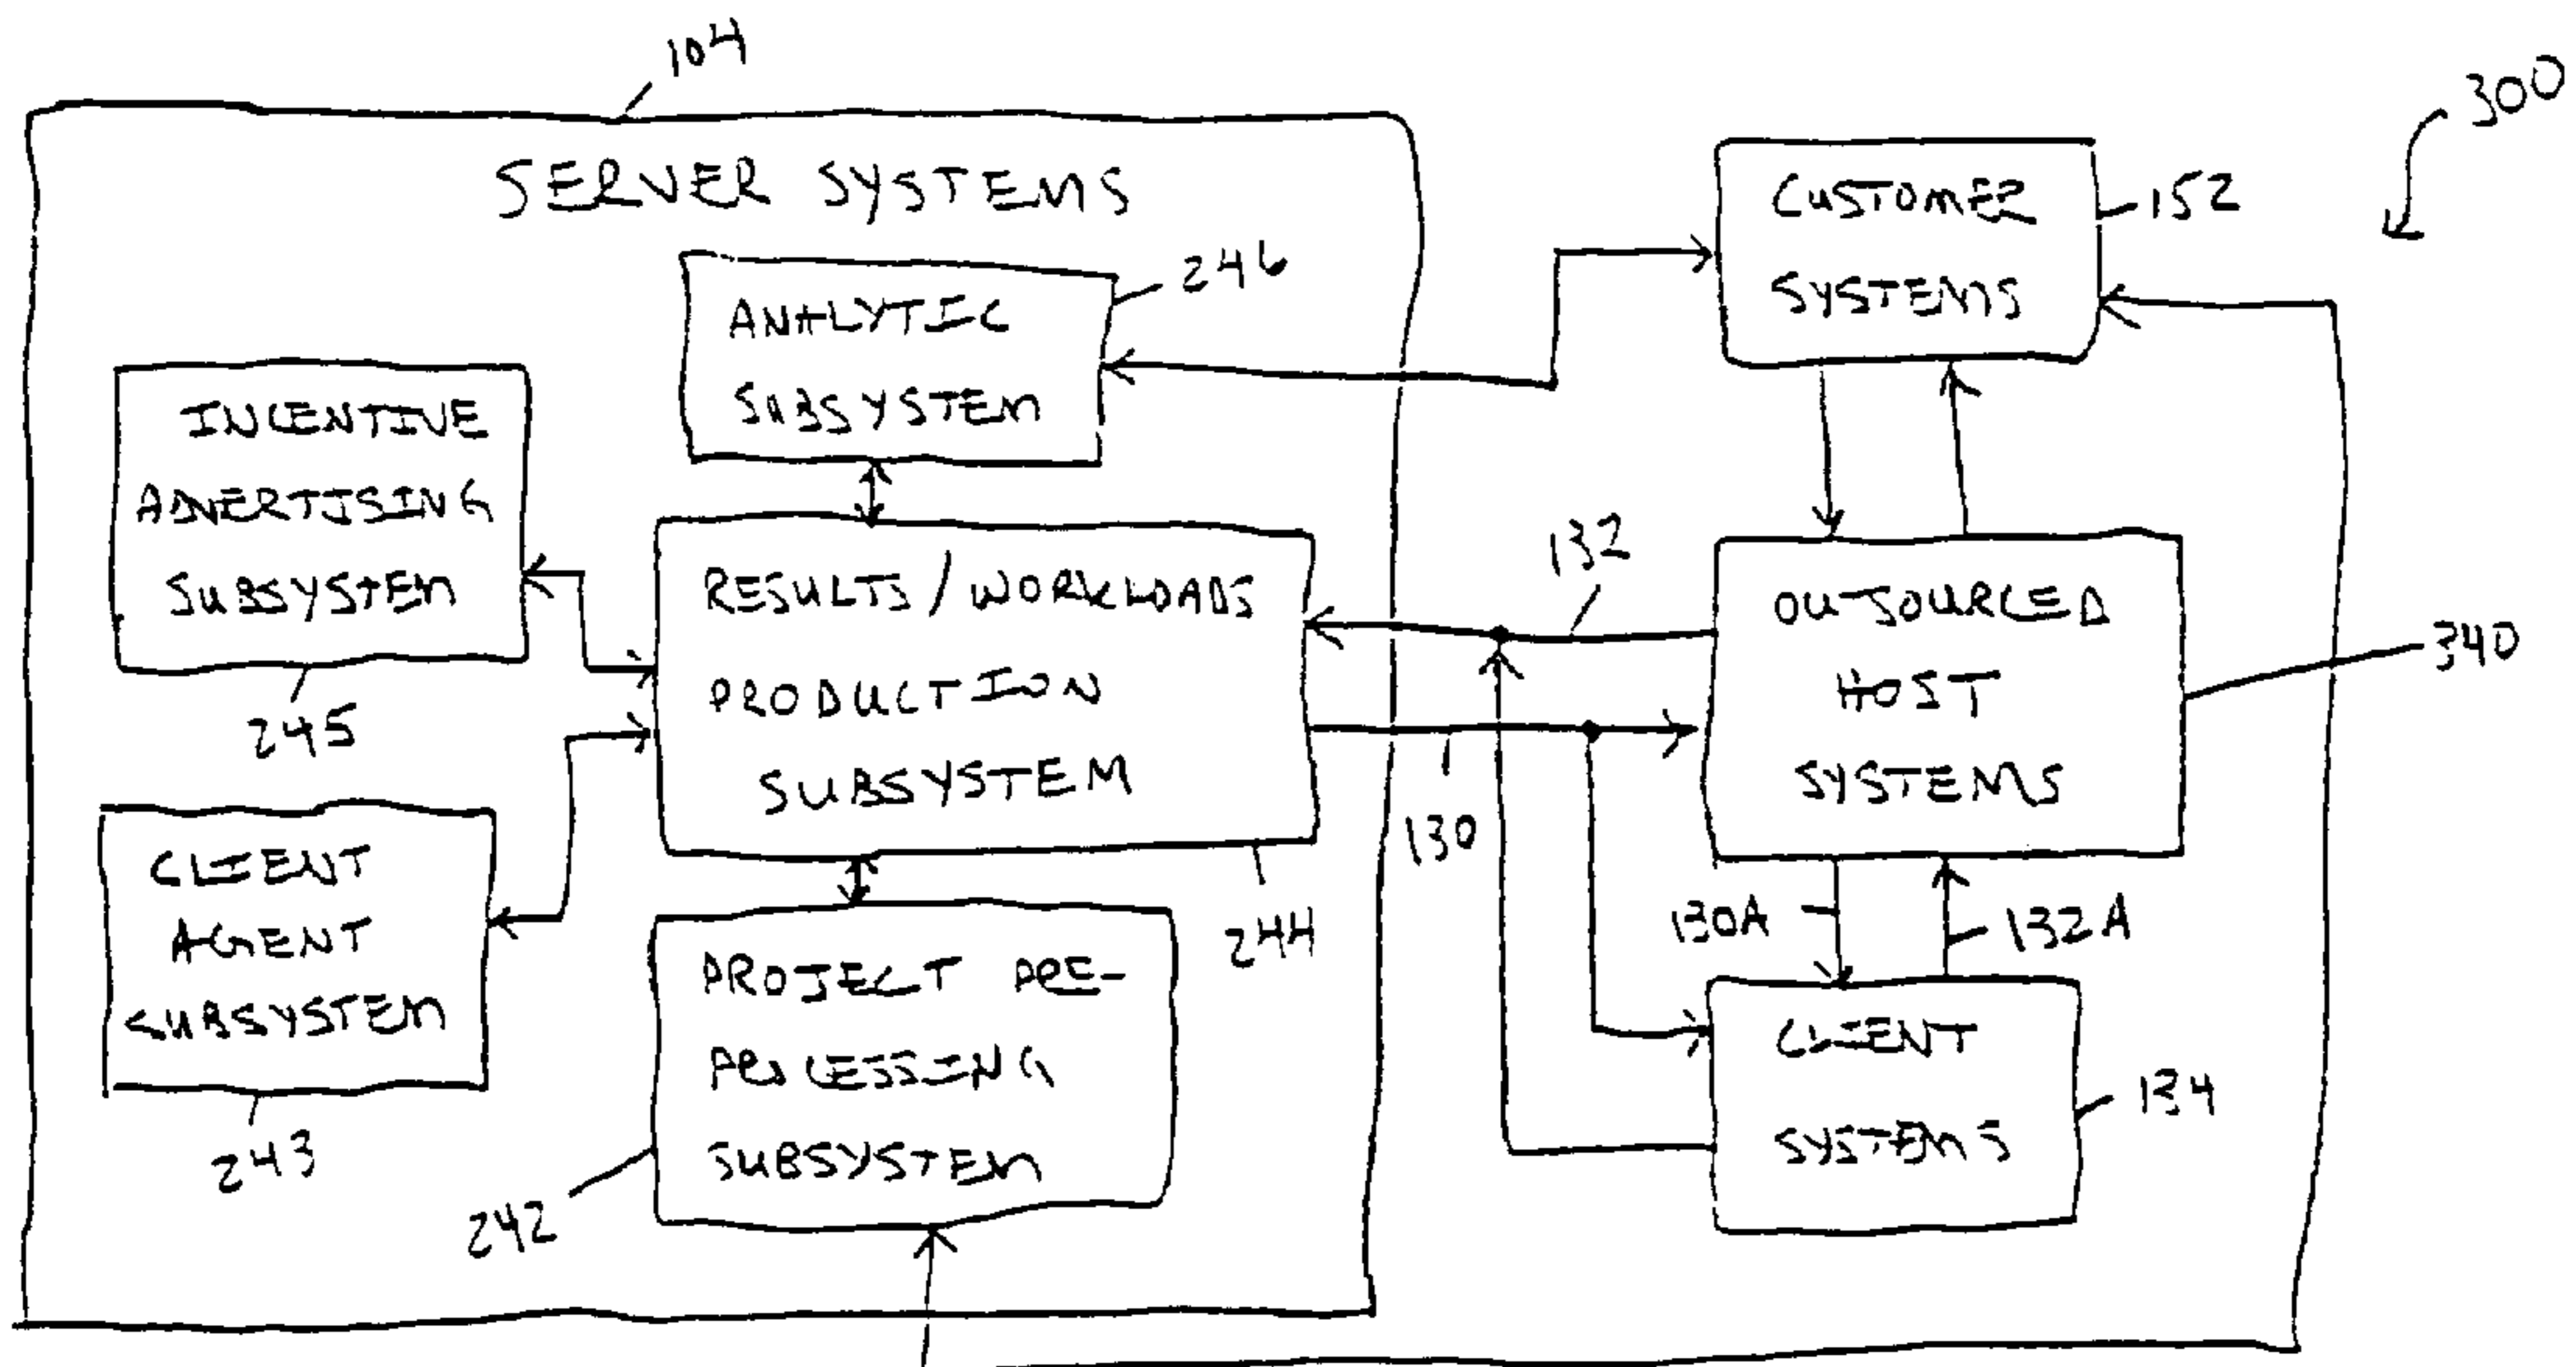 104
300
SERVER SYSTEMS
CUSTOMER
SYSTEMS
152
ANALYTIC
SUBSYSTEM
246
INCENTIVE
ADVERTISING
SUBSYSTEM
245
RESULTS / WORKLOADS
PRODUCTION
SUBSYSTEM
244
132
130
OUTSOURCED
HOST
SYSTEMS
340
CLIENT
AGENT
SUBSYSTEM
243
PROJECT PRE-
PROCESSING
SUBSYSTEM
242
130A
132A
CLIENT
SYSTEMS
134